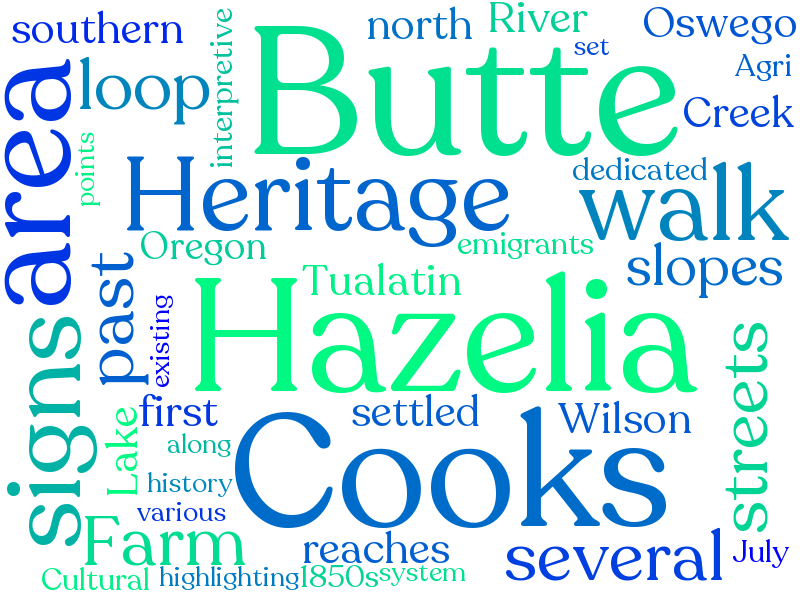 southern
interpretive
north
River
set
Oswego
Agri
Creek
loop
Butte
area
points
Heritage
dedicated
walk
Oregon
emigrants
slopes
past
existing
Tualatin
Hazelia
signs
streets
Lake
first
settled
Wilson
along
history
various
Cooks
Farm
reaches
several
July
Cultural
highlighting
1850s
system